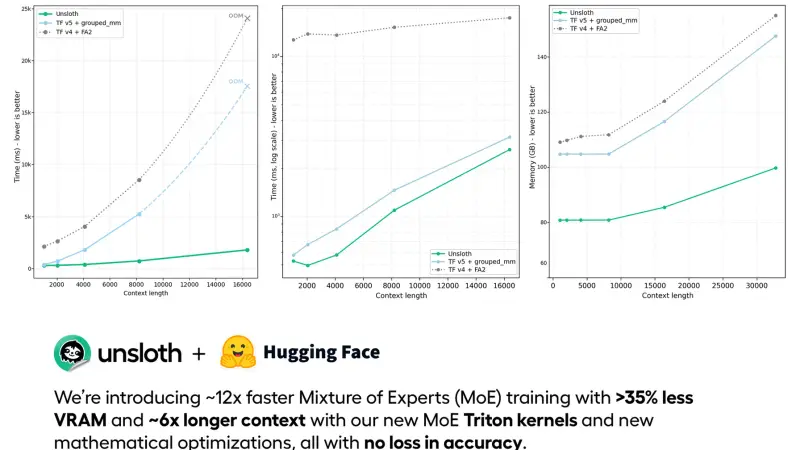 25k
20k
15k
10k
5k
0
Time (ms) - lower is better
Unsloth
TF v5 + grouped_mm
TF v4 + FA2
OOM
OOM
2000 4000 6000 8000 10000 12000 14000 16000
Context length
Time (ms, log scale) - lower is better
Unsloth
TF v5 + grouped_mm
TF v4 + FA2
2000 4000 6000 8000 10000 12000 14000 16000
Context length
140
120
100
80
60
Memory (GB) - lower is better
Unsloth
TF v5 + grouped_mm
TF v4 + FA2
0 5000 10000 15000 20000 25000 30000
Context length
unsloth + Hugging Face
We’re introducing ~12x faster Mixture of Experts (MoE) training with >35% less
VRAM and ~6x longer context with our new MoE Triton kernels and new
mathematical optimizations, all with no loss in accuracy.